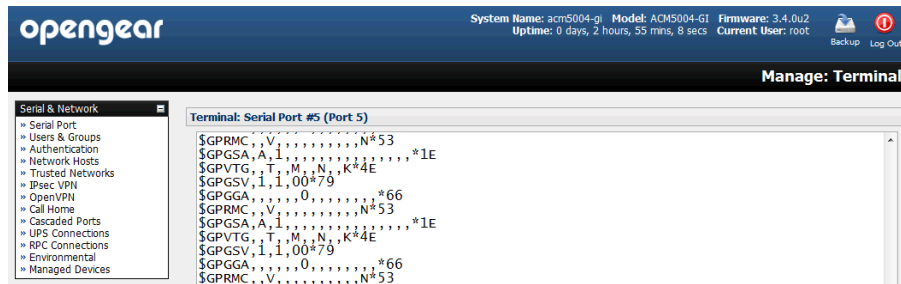 opengear
System Name: acm5004-gi Model: ACM5004-GI Firmware: 3.4.0u2
Uptime: 0 days, 2 hours, 55 mins, 8 secs Current User: root
Backup
Log Out
Manage: Terminal
Serial & Network
» Serial Port
» Users & Groups
» Authentication
» Network Hosts
» Trusted Networks
» IPsec VPN
» OpenVPN
» Call Home
» Cascaded Ports
» UPS Connections
» RPC Connections
» Environmental
» Managed Devices
Terminal: Serial Port #5 (Port 5)
$GPRMC,,V,,,,,,,,,,N*53
$GPGSA,A,1,,,,,,,,,,,,,,,*1E
$GPVTG,,T,,M,,N,,K*4E
$GPGSV,1,1,00*79
$GPGGA,,,,,,0,,,,,,,,*66
$GPRMC,,V,,,,,,,,,,N*53
$GPGSA,A,1,,,,,,,,,,,,,,,*1E
$GPVTG,,T,,M,,N,,K*4E
$GPGSV,1,1,00*79
$GPGGA,,,,,,0,,,,,,,,*66
$GPRMC,,V,,,,,,,,,,N*53